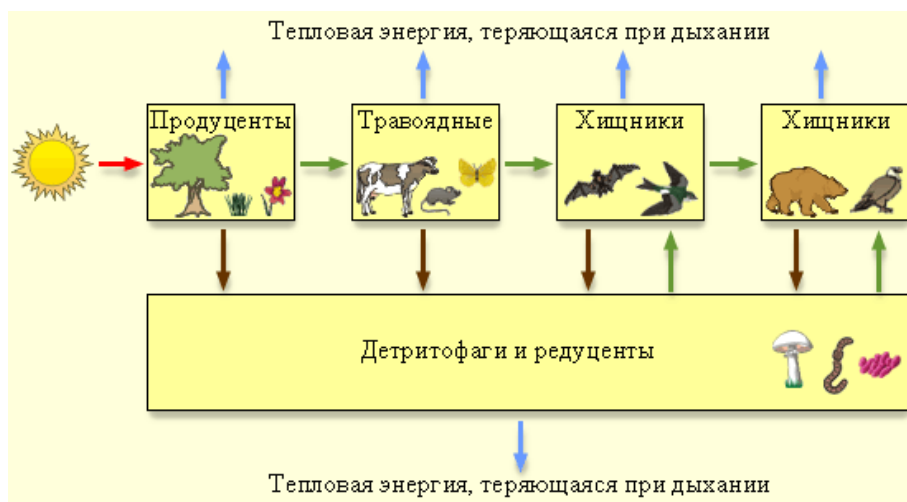 Тепловая энергия, теряющаяся при дыхании
Продуценты
Травоядные
Хищники
Хищники
Детритофаги и редуценты
Тепловая энергия, теряющаяся при дыхании